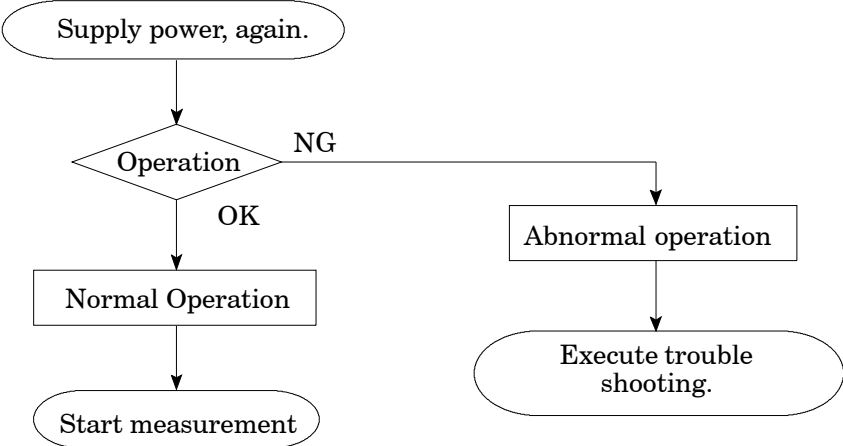 Supply power, again.
Operation
NG
OK
Abnormal operation
Normal Operation
Execute trouble
shooting.
Start measurement